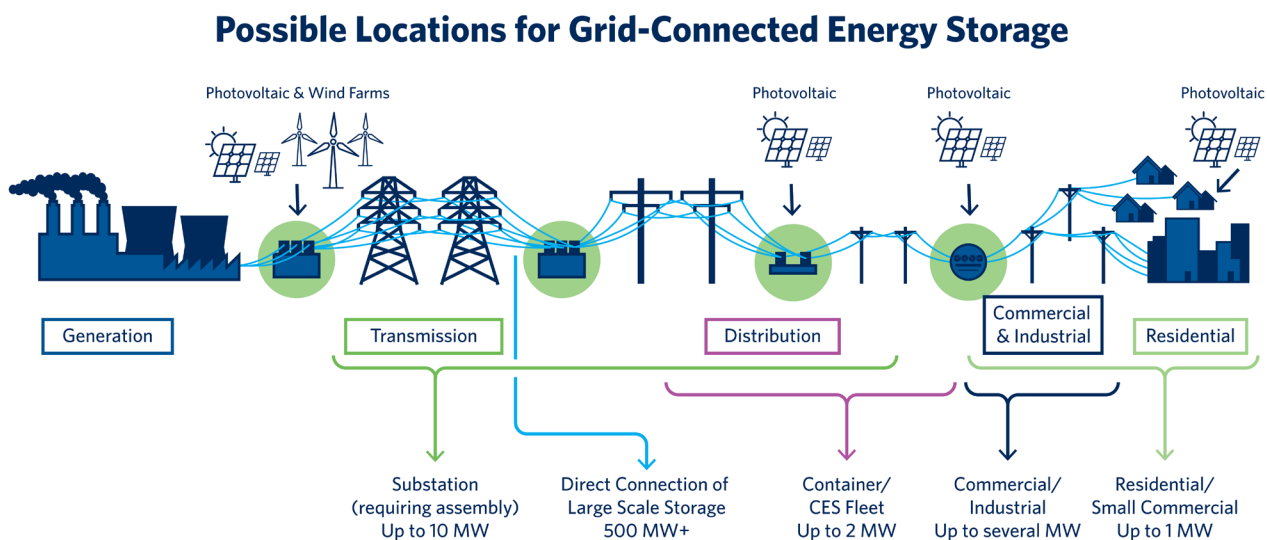 Possible Locations for Grid-Connected Energy Storage
Photovoltaic & Wind Farms
Photovoltaic
Photovoltaic
Photovoltaic
Generation
Transmission
Distribution
Commercial
& Industrial
Residential
Substation
(requiring assembly)
Up to 10 MW
Direct Connection of
Large Scale Storage
500 MW+
Container/
CES Fleet
Up to 2 MW
Commercial/
Industrial
Up to several MW
Residential/
Small Commercial
Up to 1 MW